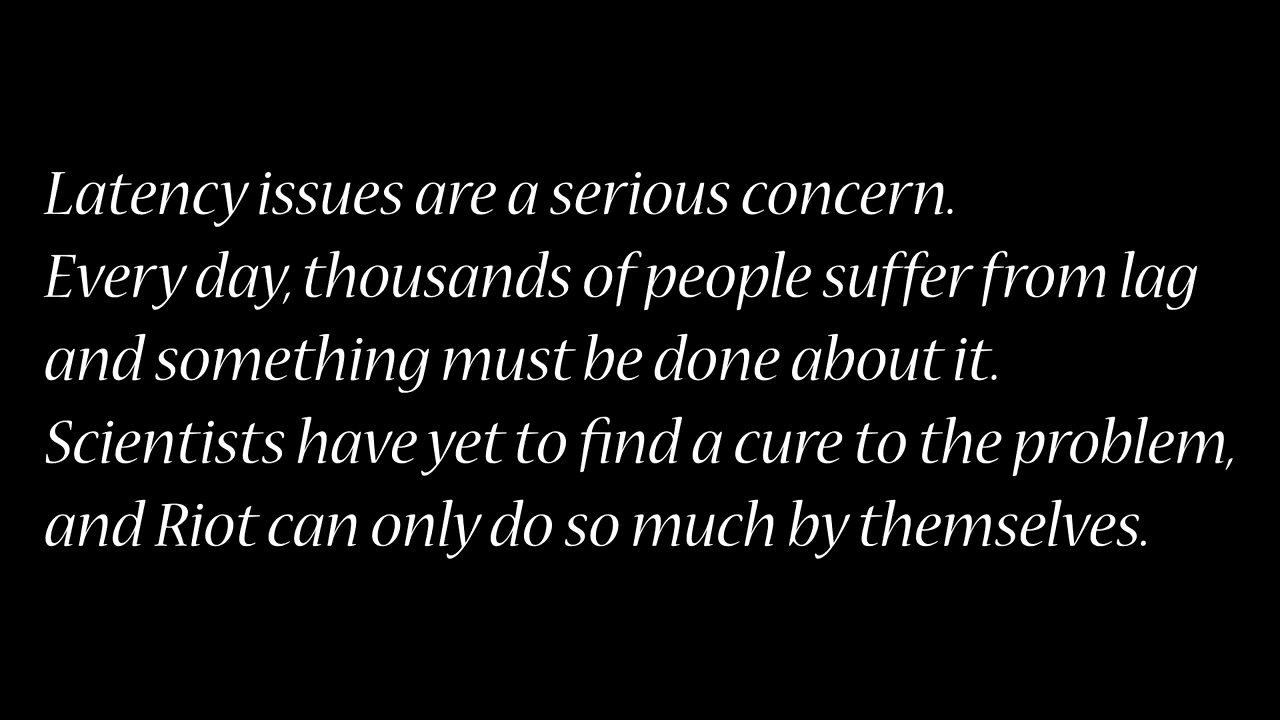 Latency issues are a serious concern.
Every day, thousands of people suffer from lag
and something must be done about it.
Scientists have yet to find a cure to the problem,
and Riot can only do so much by themselves.